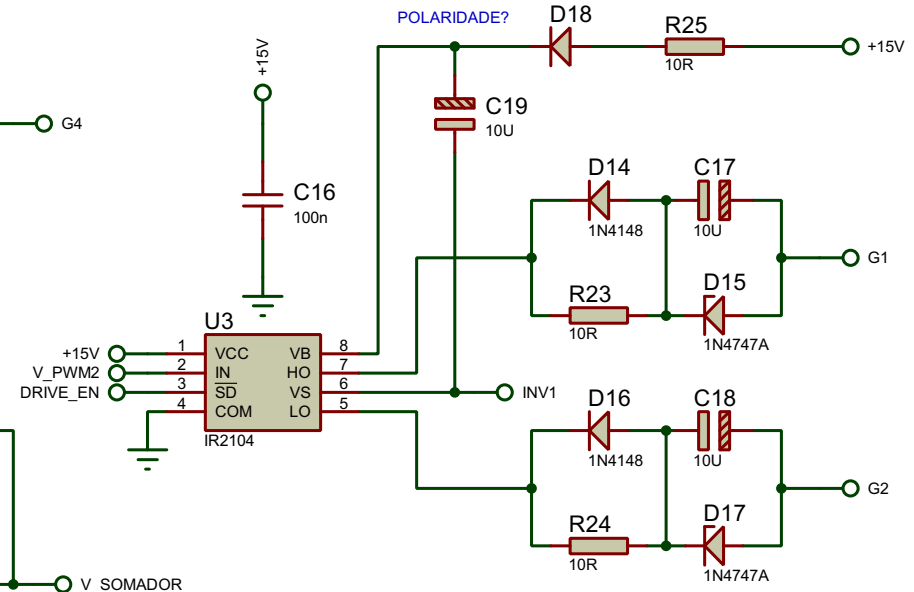 POLARIDADE?
D18
R25
10R
+15V
+15V
C19
10U
G4
C16
100n
D14
1N4148
C17
10U
G1
R23
10R
D15
1N4747A
U3
+15V
1
VCC
VB
8
V_PWM2
2
IN
HO
7
DRIVE_EN
3
SD
VS
6
INV1
4
COM
LO
5
IR2104
D16
1N4148
C18
10U
G2
R24
10R
D17
1N4747A
V SOMADOR